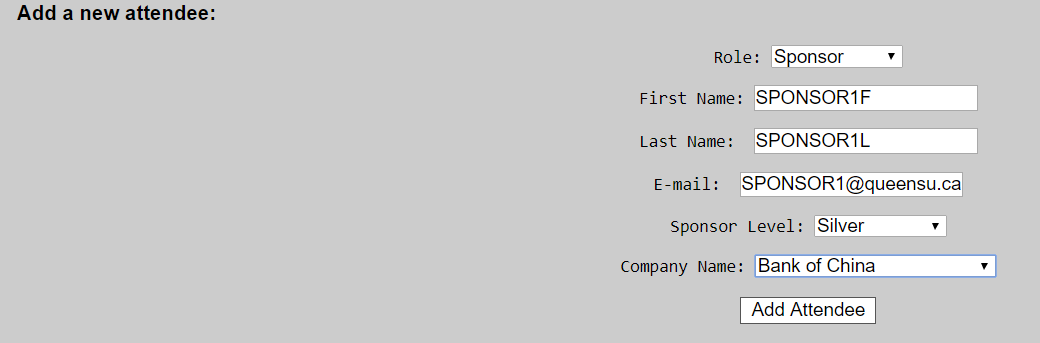 Add a new attendee:
Role: Sponsor
First Name: SPONSOR1F
Last Name: SPONSOR1L
E-mail: SPONSOR1@queensu.ca
Sponsor Level: Silver
Company Name: Bank of China
Add Attendee